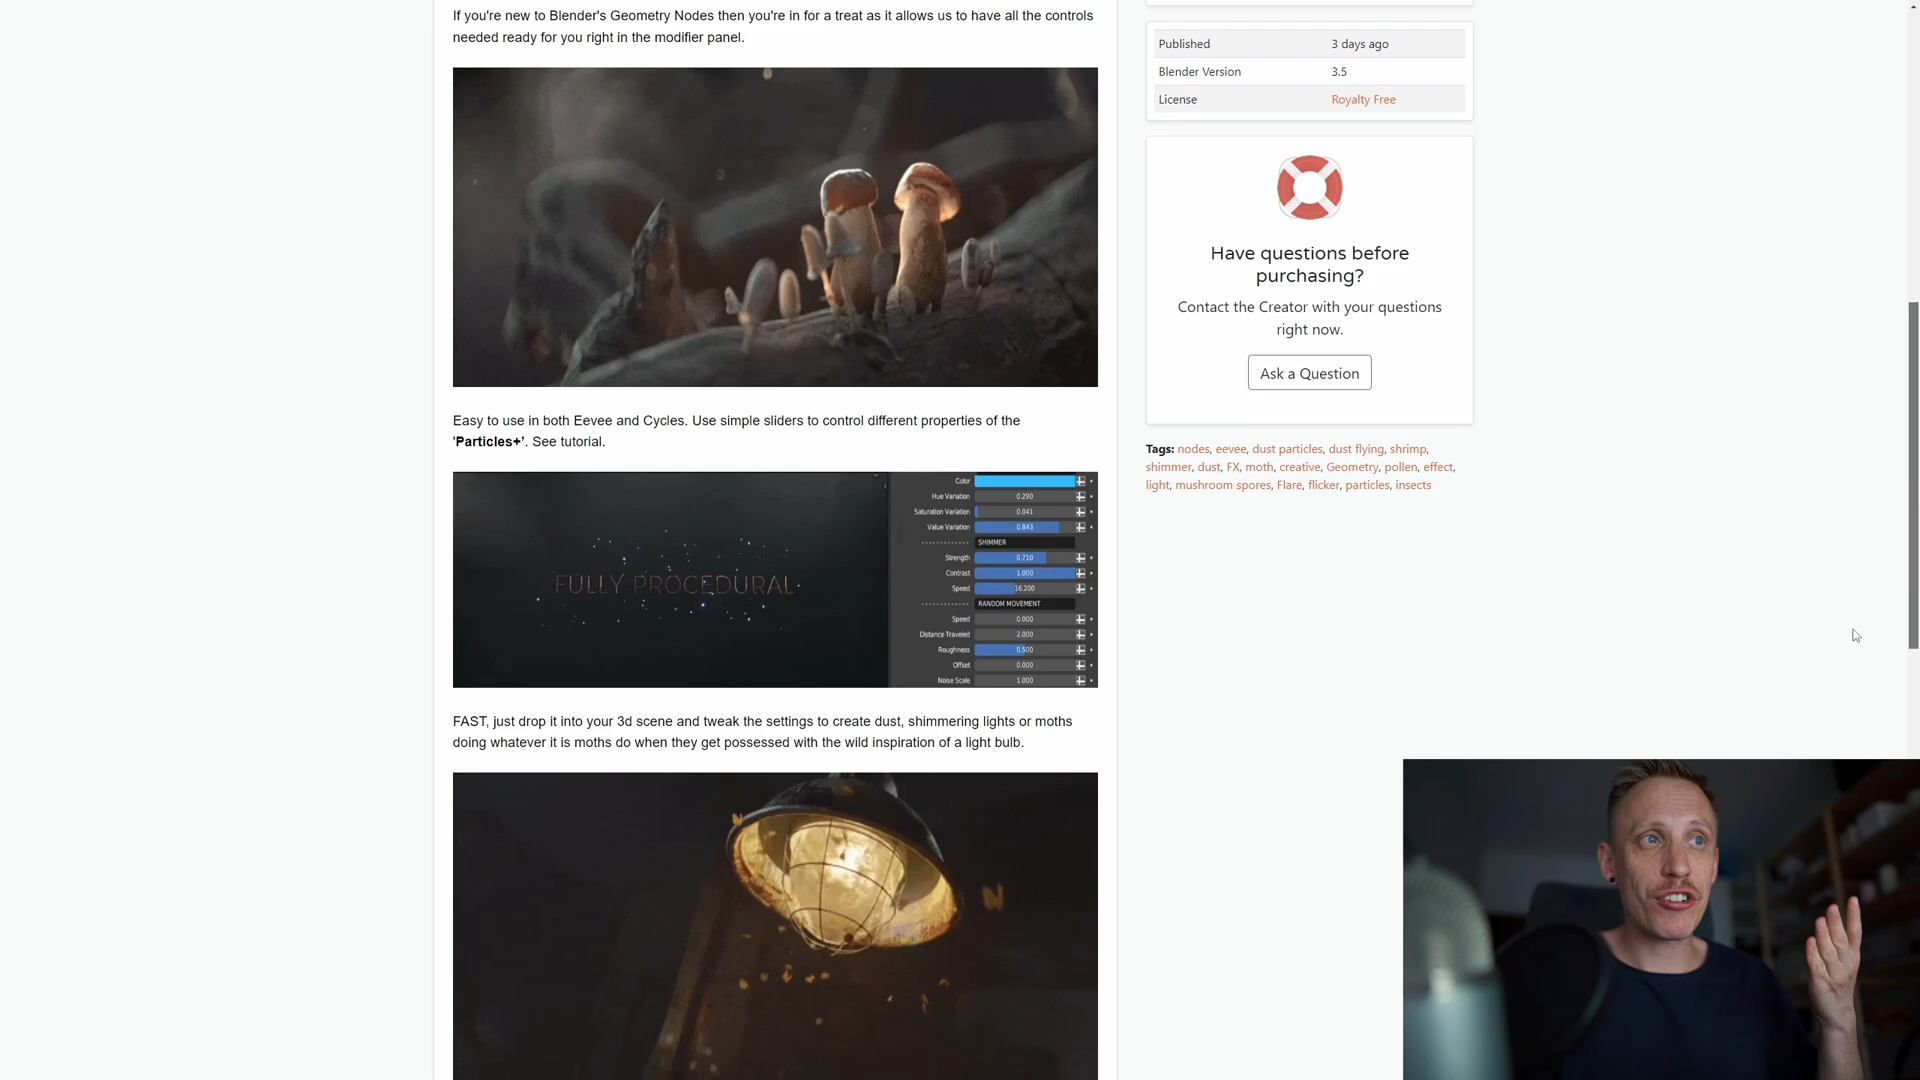 If you're new to Blender's Geometry Nodes then you're in for a treat as it allows us to have all the controls
needed ready for you right in the modifier panel.
Easy to use in both Eevee and Cycles. Use simple sliders to control different properties of the
'Particles+'. See tutorial.
FULLY PROCEDURAL
Color
Hue Variation 0.290
Saturation Variation 0.041
Value Variation 0.843
------------ SHIMMER
Strength 0.710
Contrast 1.000
Speed 16.200
------------ RANDOM MOVEMENT
Speed 0.000
Distance Traveled 2.000
Roughness 0.500
Offset 0.000
Noise Scale 1.000
FAST, just drop it into your 3d scene and tweak the settings to create dust, shimmering lights or moths
doing whatever it is moths do when they get possessed with the wild inspiration of a light bulb.
Published 3 days ago
Blender Version 3.5
License Royalty Free
Have questions before
purchasing?
Contact the Creator with your questions
right now.
Ask a Question
Tags: nodes, eevee, dust particles, dust flying, shrimp,
shimmer, dust, FX, moth, creative, Geometry, pollen, effect,
light, mushroom spores, Flare, flicker, particles, insects